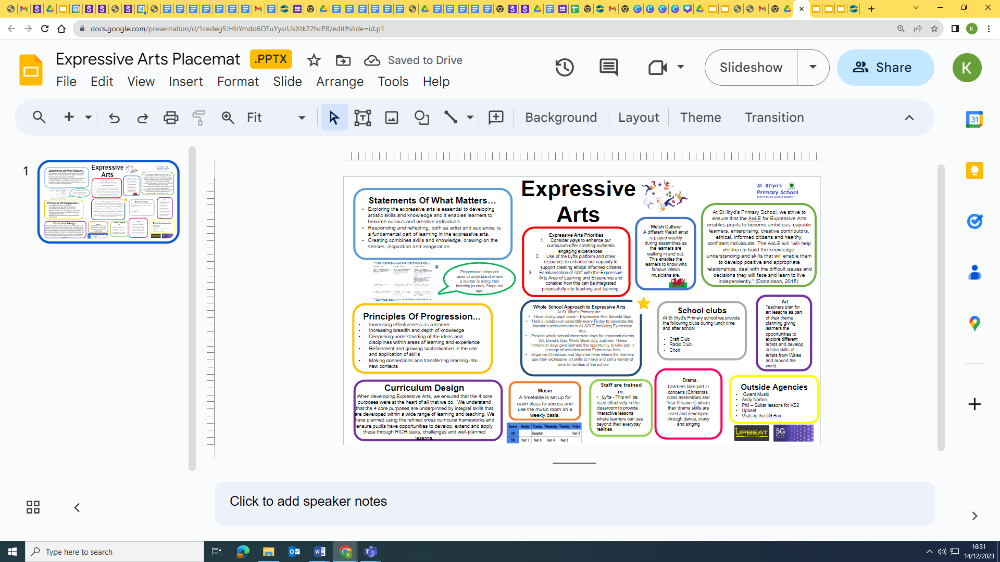 docs.google.com/presentation/d/1cedeg5JHbYmdo6OTuYysrUkXtkZ2hcP8/edit#slide=id.p1
Expressive Arts Placemat
.PPTX
Saved to Drive
File Edit View Insert Format Slide Arrange Tools Help
Slideshow
Share
K
Fit
Background
Layout
Theme
Transition
1
Expressive
Arts
St. Illtyd's
Primary School
Believe Enrich Succeed Together
Statements Of What Matters…
• Exploring the expressive arts is essential to developing
artistic skills and knowledge and it enables learners to
become curious and creative individuals.
• Responding and reflecting, both as artist and audience, is
a fundamental part of learning in the expressive arts.
• Creating combines skills and knowledge, drawing on the
senses, inspiration and imagination.
Progression steps are
used to understand where
a learner is along their
learning journey. Stage not
age.
Expressive Arts Priorities
1. Consider ways to enhance our
curriculum-offer creating authentic
engaging experiences.
2. Use of the Lyfta platform and other
resources to enhance our capacity to
support creating ethical informed citizens
3. Familiarisation of staff with the Expressive
Arts Area of Learning and Experience and
consider how this can be integrated
purposefully into teaching and learning.
Welsh Culture
A different Welsh artist
is played weekly
during assemblies as
the learners are
walking in and out.
This enables the
learners to know who
famous Welsh
musicians are.
At St Illtyd's Primary School, we strive to
ensure that the AoLE for Expressive Arts
enables pupils to become ambitious, capable
learners, enterprising, creative contributors,
ethical, informed citizens and healthy,
confident individuals. The AoLE will "will help
children to build the knowledge,
understanding and skills that will enable them
to develop positive and appropriate
relationships, deal with the difficult issues and
decisions they will face and learn to live
independently." (Donaldson, 2015)
Principles Of Progression...
• Increasing effectiveness as a learner
• Increasing breadth and depth of knowledge
• Deepening understanding of the ideas and
disciplines within areas of learning and experience
• Refinement and growing sophistication in the use
and application of skills
• Making connections and transferring learning into
new contexts
Whole School Approach to Expressive Arts
At St. Illtyd's Primary we:
• Have strong pupil voice – Expressive Arts Senedd Sips
• Hold a celebration assembly every Friday to celebrate the
learner's achievements in all AOLE including Expressive
Arts.
• Provide whole school immersion days for important events
(St. David's Day, World Book Day, Jubilee). These
immersion days give learners the opportunity to take part in
a range of activities within Expressive Arts
• Organise Christmas and Summer fetes where the learners
use their expressive art skills to make and sell a variety of
items to families of the school
School clubs
At St Illtyd's Primary school we provide
the following clubs during lunch time
and after school
• Craft Club
• Radio Club
• Choir
Art
Teachers plan for
art lessons as part
of their theme
planning giving
learners the
opportunities to
explore different
artists and develop
artistic skills of
artists from Wales
and around the
world.
Curriculum Design
When developing Expressive Arts, we ensured that the 4 core
purposes were at the heart of all that we do. We understand
that the 4 core purposes are underpinned by integral skills that
are developed within a wide range of learning and teaching. We
have planned using the refined cross curricular frameworks and
ensure pupils have opportunities to develop, extend and apply
these through RICH tasks, challenges and well-planned
lessons.
Music
A timetable is set up for
each class to access and
use the music room on a
weekly basis.
Session Monday Tuesday Wednesday Thursday Friday
AM Reception Year 5
PM Year 1 Year 6 Year 4 Year 2
Staff are trained
in:
• Lyfta - This will be
used effectively in the
classroom to provide
interactive lessons
where learners can see
beyond their everyday
realities.
Drama
Learners take part in
concerts (Christmas,
class assemblies and
Year 6 leavers) where
their drama skills are
used and developed
through dance, oracy
and singing
Outside Agencies
• Gwent Music
• Andy Norton
• Phil – Guitar lessons for KS2
• Upbeat
• Visits to the 5G Box
UPBEAT
5G
Click to add speaker notes
Type here to search
16:31
14/12/2023